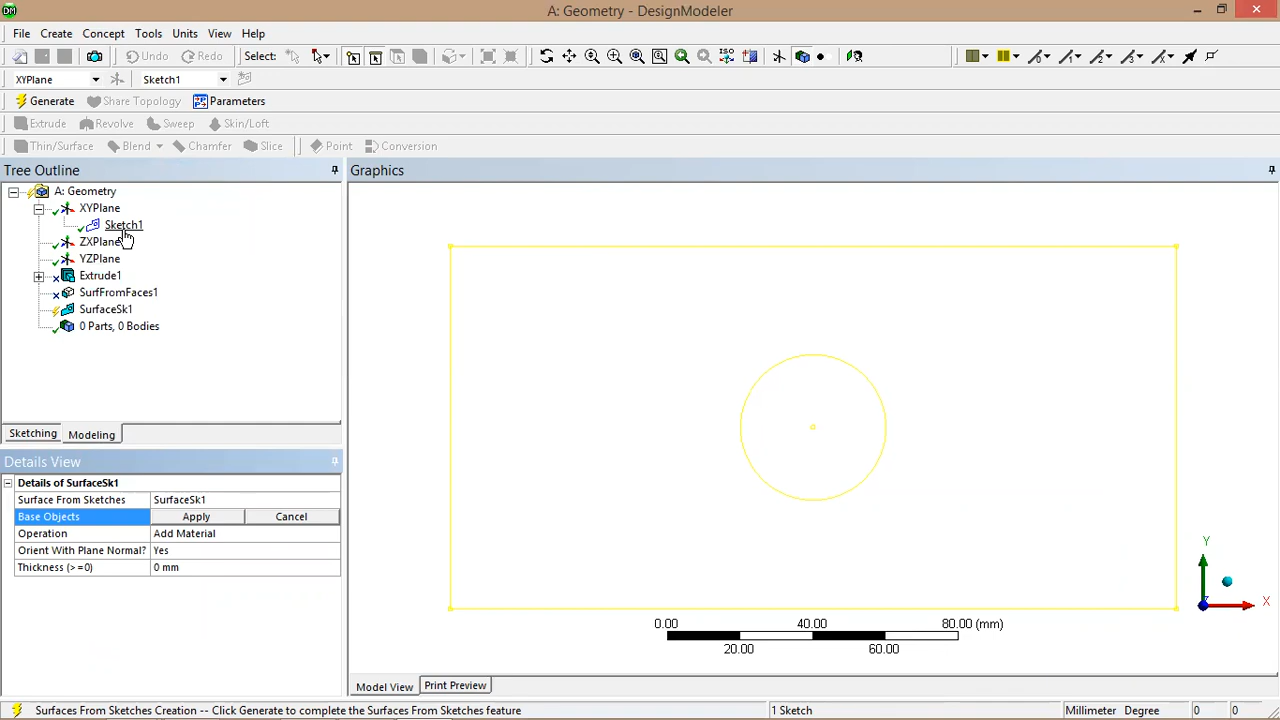 DM A: Geometry - DesignModeler
File Create Concept Tools Units View Help
Undo Redo Select: ISO
XYPlane Sketch1
Generate Share Topology Parameters
Extrude Revolve Sweep Skin/Loft
Thin/Surface Blend Chamfer Slice Point Conversion
Tree Outline
Graphics
A: Geometry
XYPlane
Sketch1
ZXPlane
YZPlane
Extrude1
SurfFromFaces1
SurfaceSk1
0 Parts, 0 Bodies
Sketching Modeling
Details View
Details of SurfaceSk1
Surface From Sketches SurfaceSk1
Base Objects Apply Cancel
Operation Add Material
Orient With Plane Normal? Yes
Thickness (>=0) 0 mm
Y
X
0.00 40.00 80.00 (mm)
20.00 60.00
Model View Print Preview
Surfaces From Sketches Creation -- Click Generate to complete the Surfaces From Sketches feature 1 Sketch Millimeter Degree 0 0